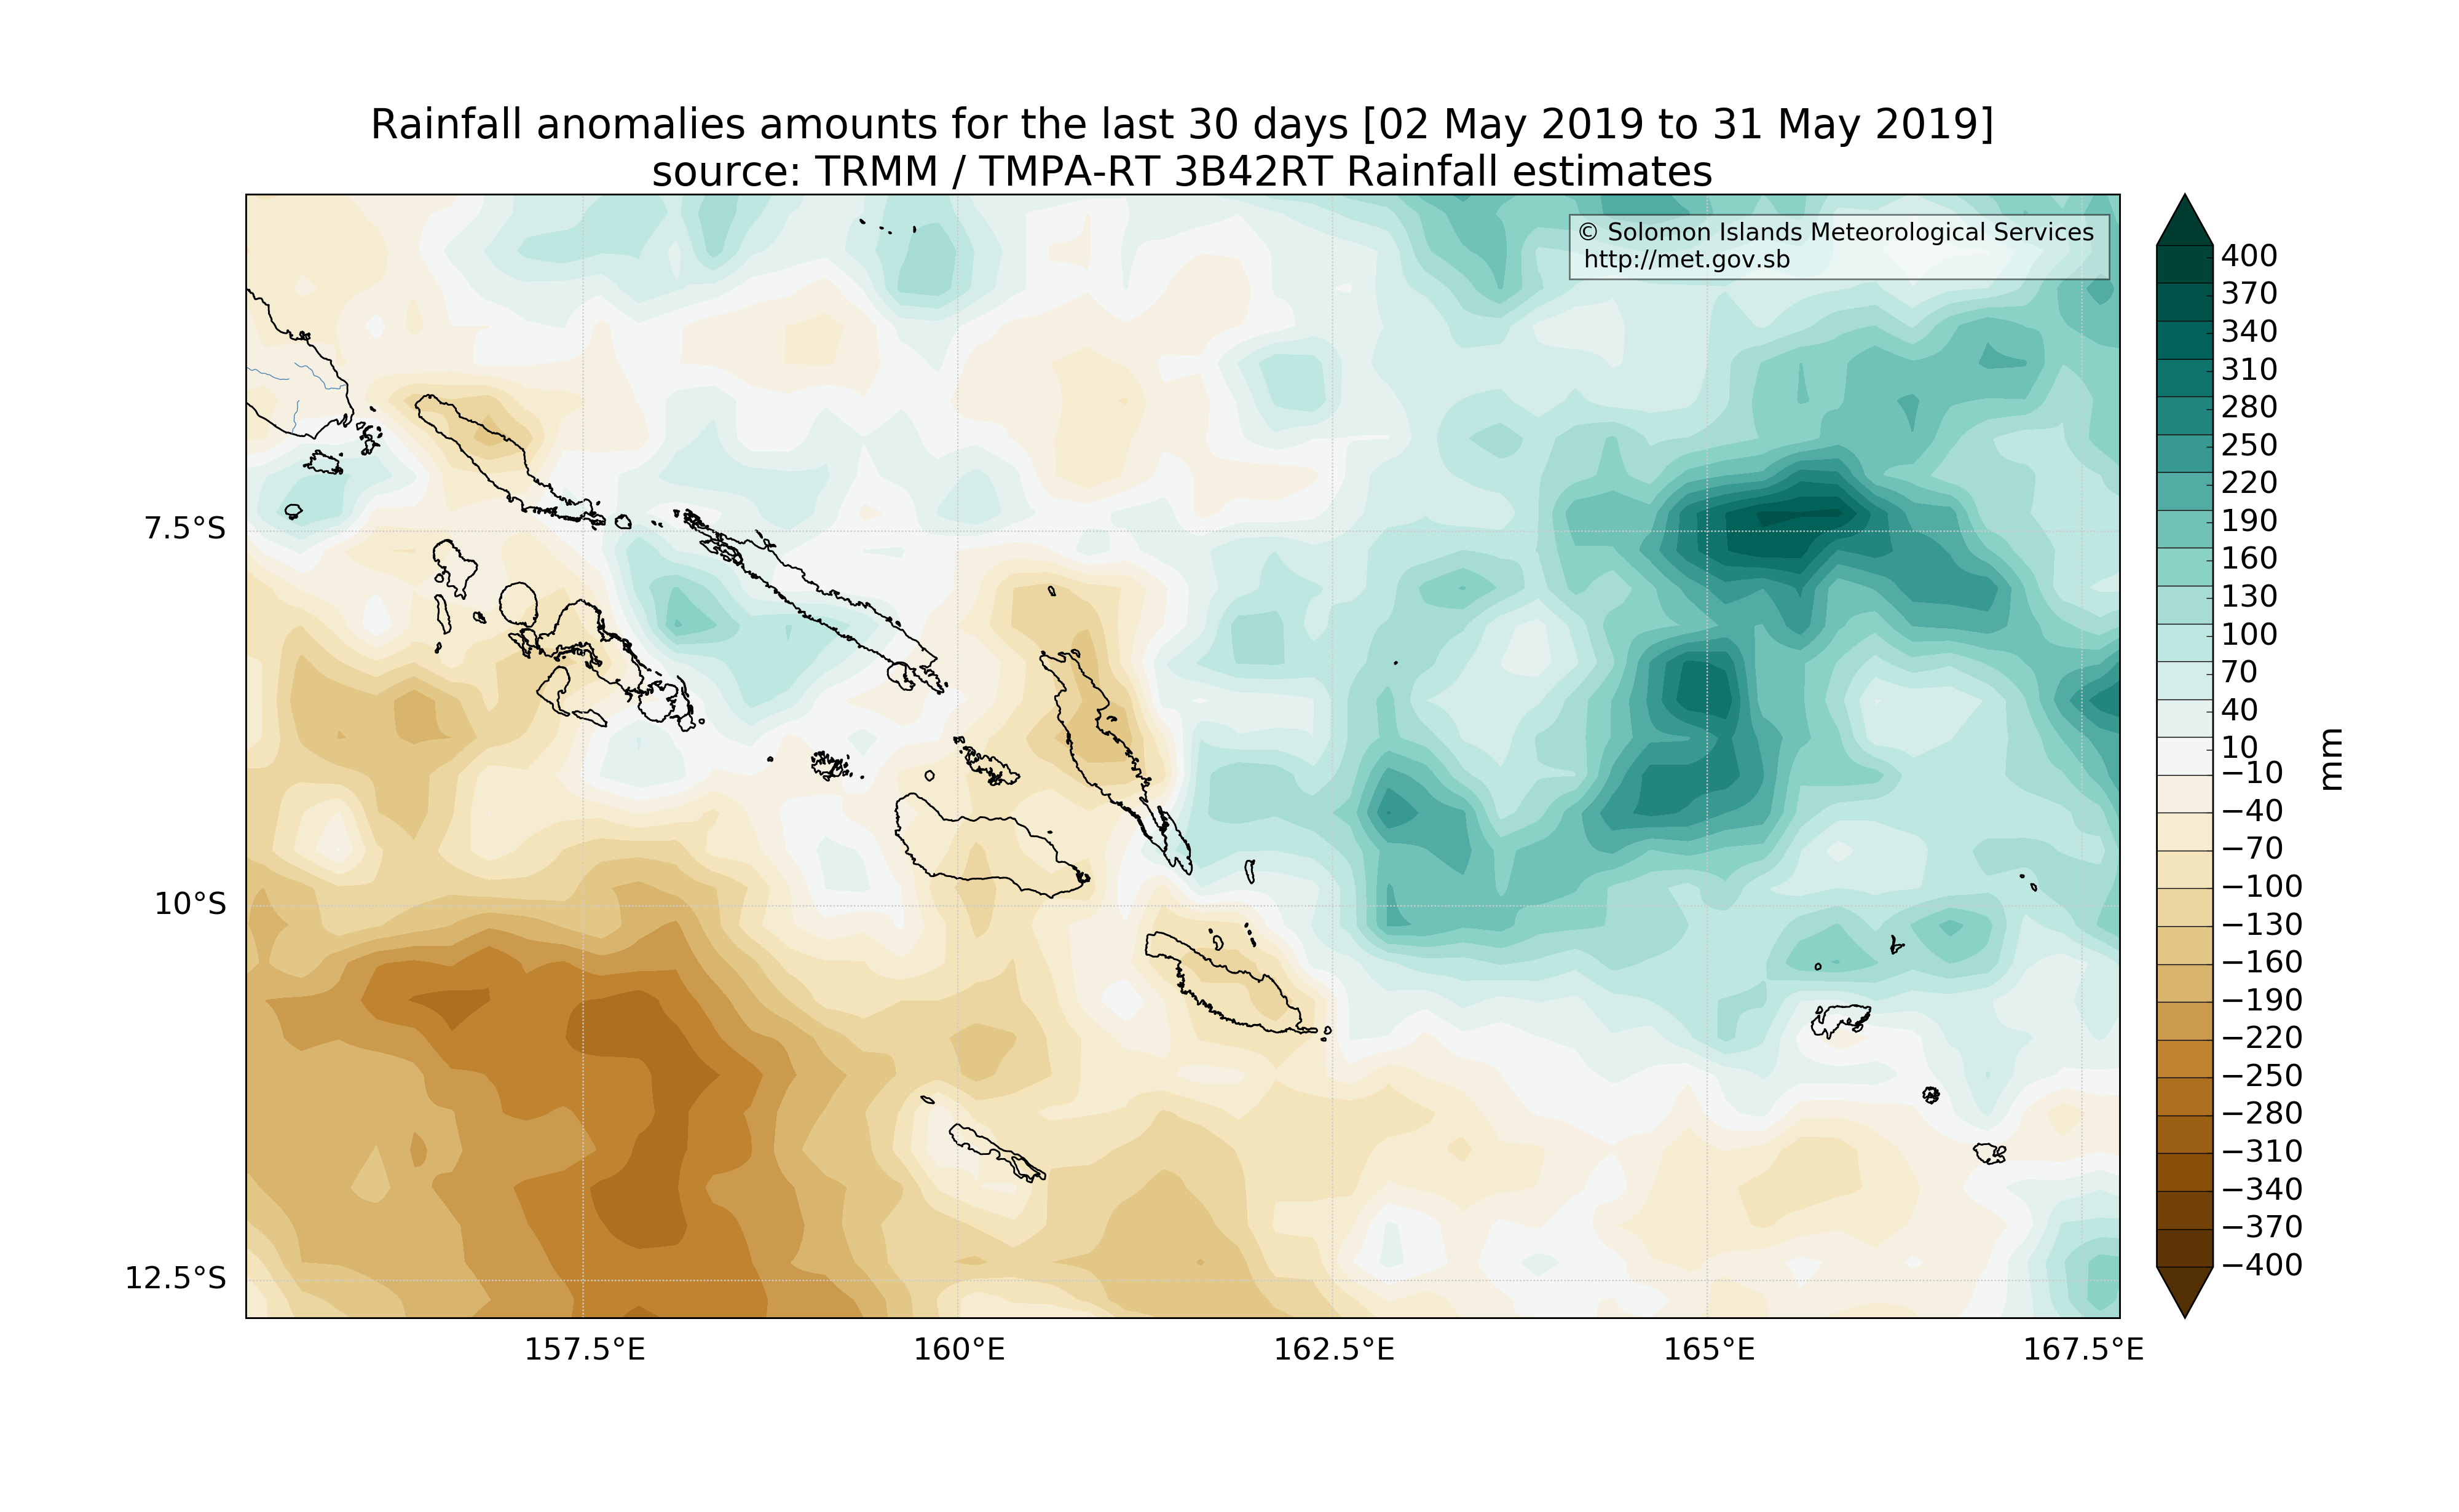 Rainfall anomalies amounts for the last 30 days [02 May 2019 to 31 May 2019]
source: TRMM / TMPA-RT 3B42RT Rainfall estimates
© Solomon Islands Meteorological Services
http://met.gov.sb
7.5°S
10°S
12.5°S
157.5°E
160°E
162.5°E
165°E
167.5°E
400
370
340
310
280
250
220
190
160
130
100
70
40
10
−10
−40
−70
−100
−130
−160
−190
−220
−250
−280
−310
−340
−370
−400
mm